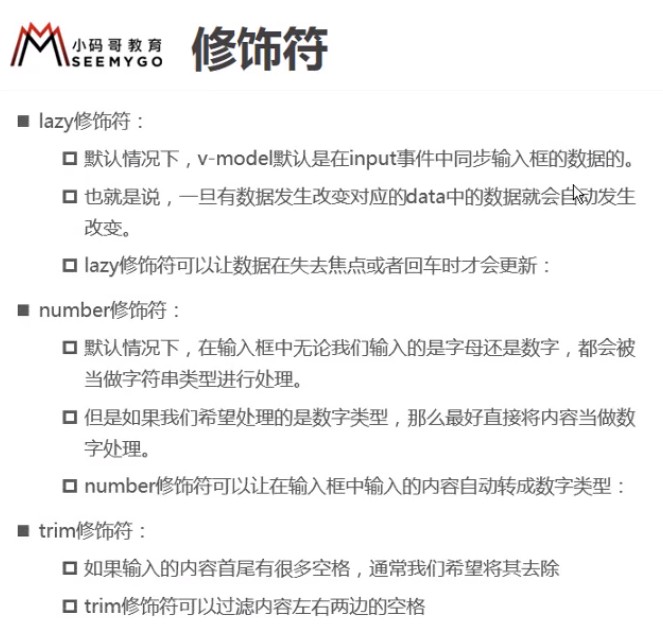 小码哥教育
SEEMYGO
修饰符
lazy修饰符：
默认情况下，v-model默认是在input事件中同步输入框的数据的。
也就是说，一旦有数据发生改变对应的data中的数据就会自动发生
改变。
lazy修饰符可以让数据在失去焦点或者回车时才会更新：
number修饰符：
默认情况下，在输入框中无论我们输入的是字母还是数字，都会被
当做字符串类型进行处理。
但是如果我们希望处理的是数字类型，那么最好直接将内容当做数
字处理。
number修饰符可以让在输入框中输入的内容自动转成数字类型：
trim修饰符：
如果输入的内容首尾有很多空格，通常我们希望将其去除
trim修饰符可以过滤内容左右两边的空格